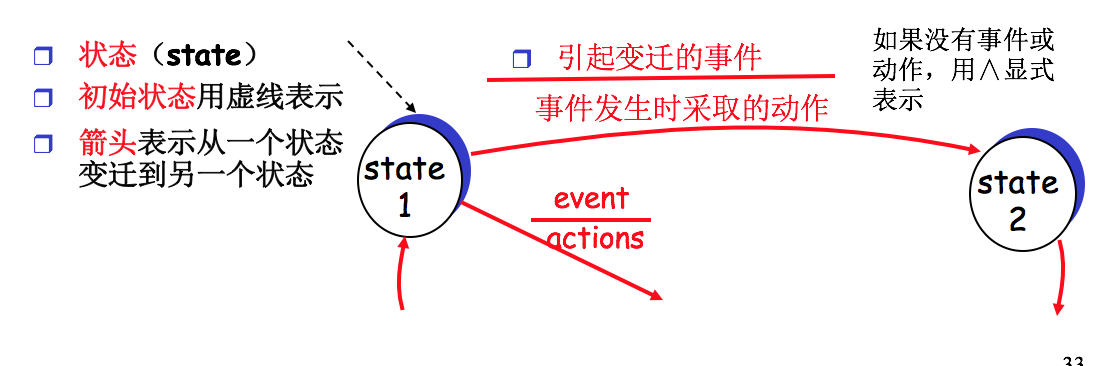 状态（state）
初始状态用虚线表示
箭头表示从一个状态
变迁到另一个状态
引起变迁的事件
事件发生时采取的动作
如果没有事件或
动作，用∧显式
表示
state
1
event
actions
state
2
33